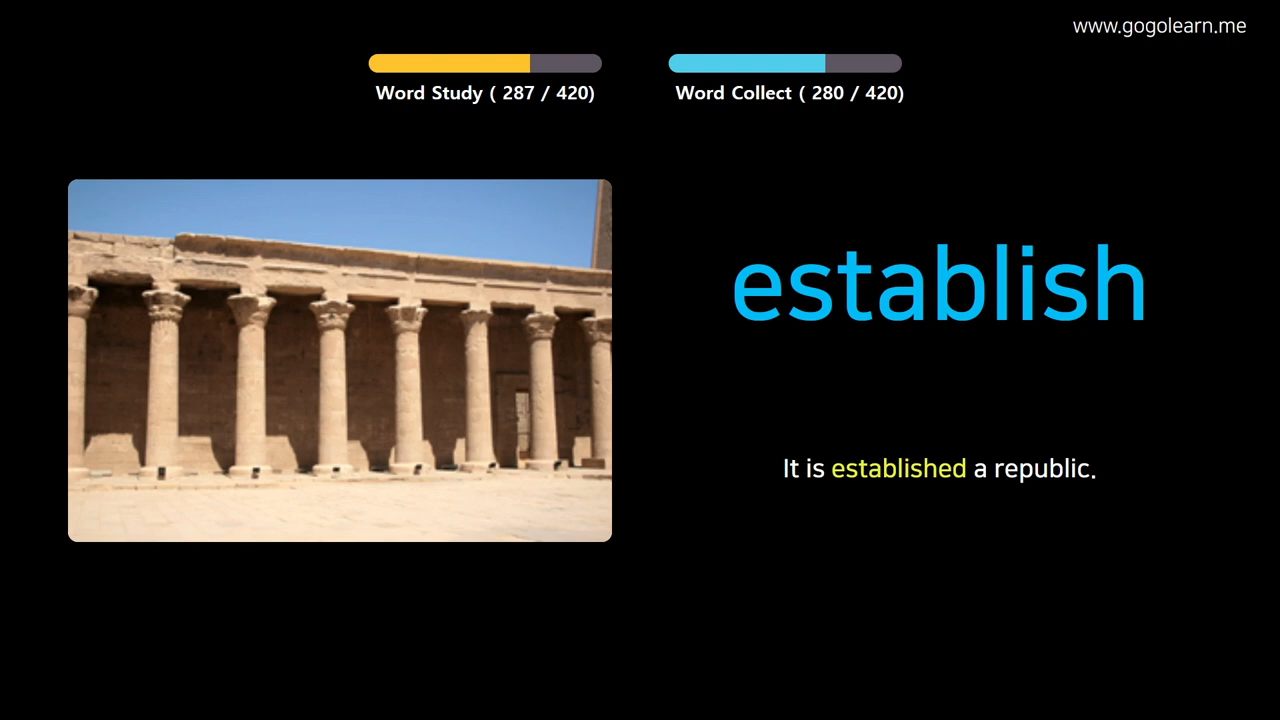 www.gogolearn.me
Word Study ( 287 / 420)
Word Collect ( 280 / 420)
establish
It is established a republic.